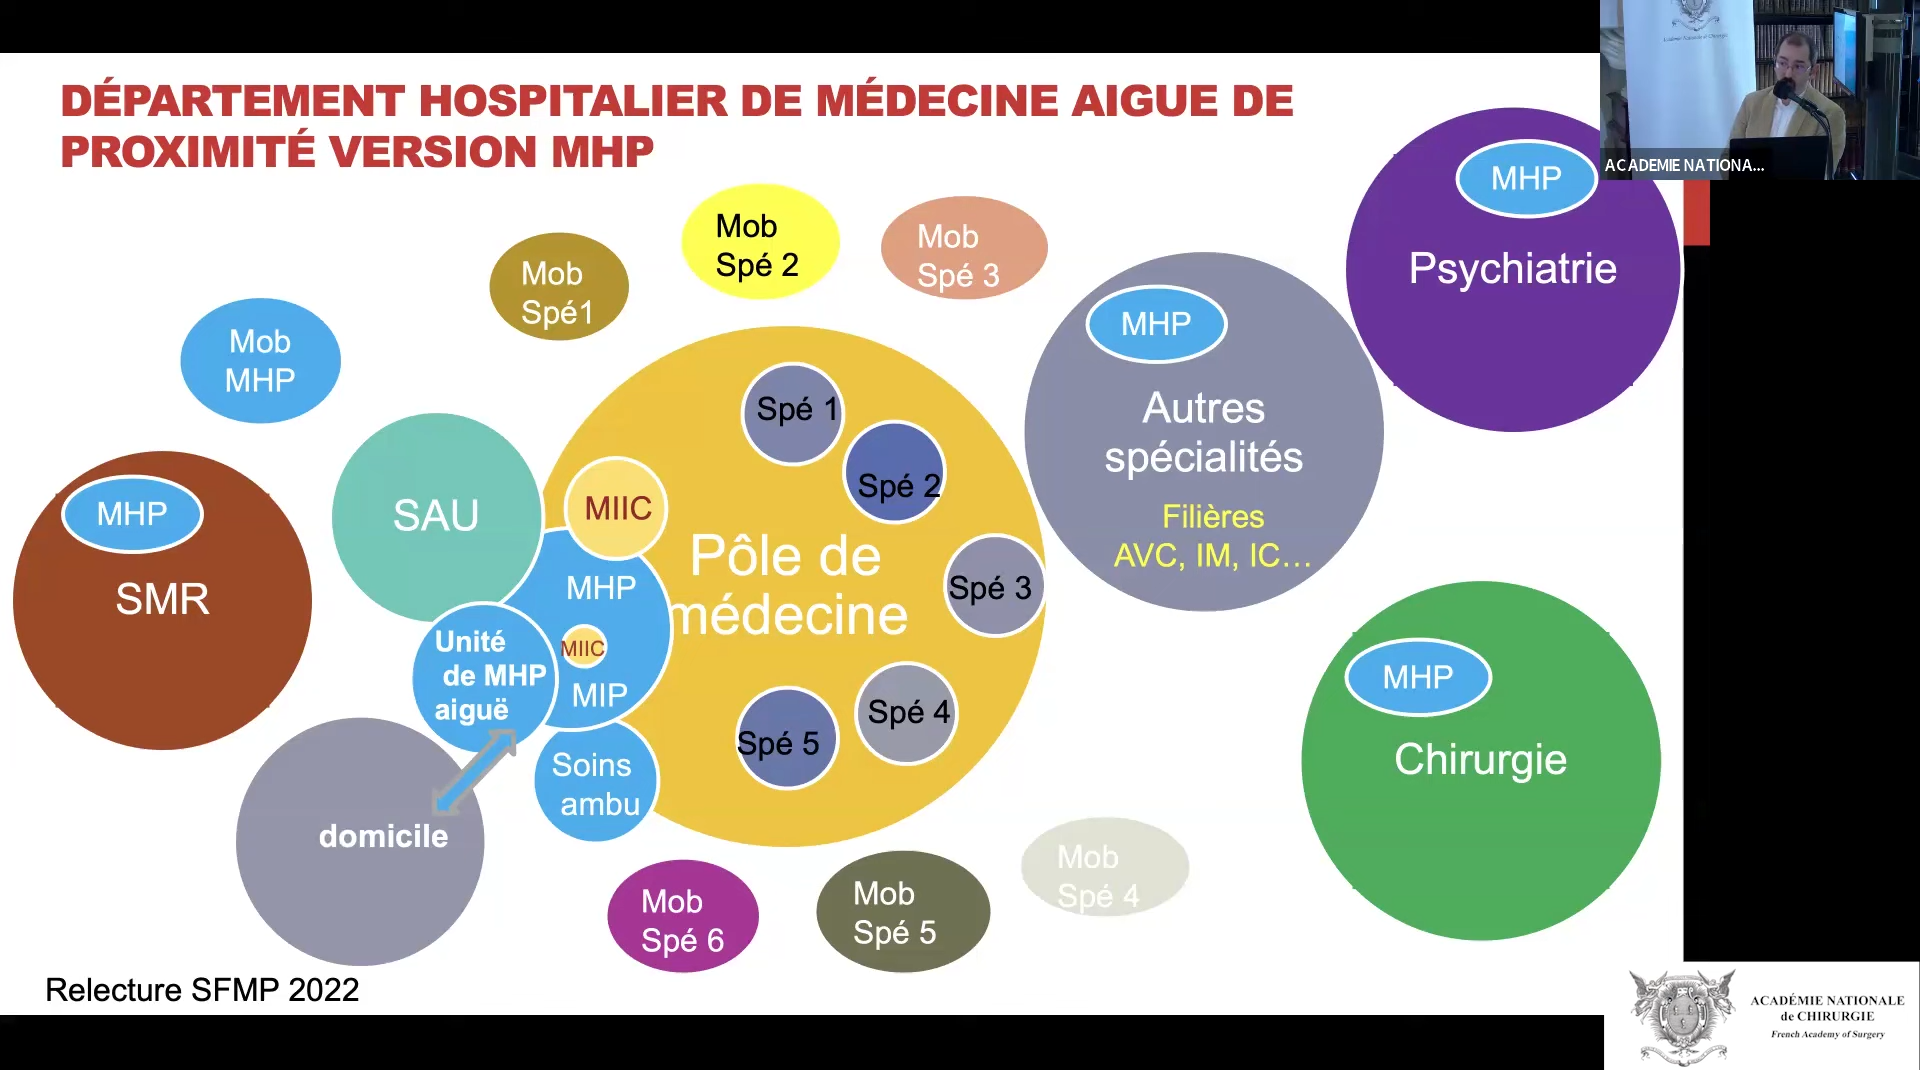 DÉPARTEMENT HOSPITALIER DE MÉDECINE AIGUE DE
PROXIMITÉ VERSION MHP
ACADEMIE NATIONA...
MHP
Psychiatrie
Mob
Spé1
Mob
Spé 2
Mob
Spé 3
Mob
MHP
MHP
Autres
spécialités
Filières
AVC, IM, IC...
Spé 1
Spé 2
Spé 3
Spé 4
Spé 5
Pôle de
médecine
MHP
SMR
SAU
MIIC
MHP
MIIC
MIP
Unité
de MHP
aiguë
Soins
ambu
domicile
MHP
Chirurgie
Mob
Spé 6
Mob
Spé 5
Mob
Spé 4
Relecture SFMP 2022
ACADÉMIE NATIONALE
de CHIRURGIE
French Academy of Surgery